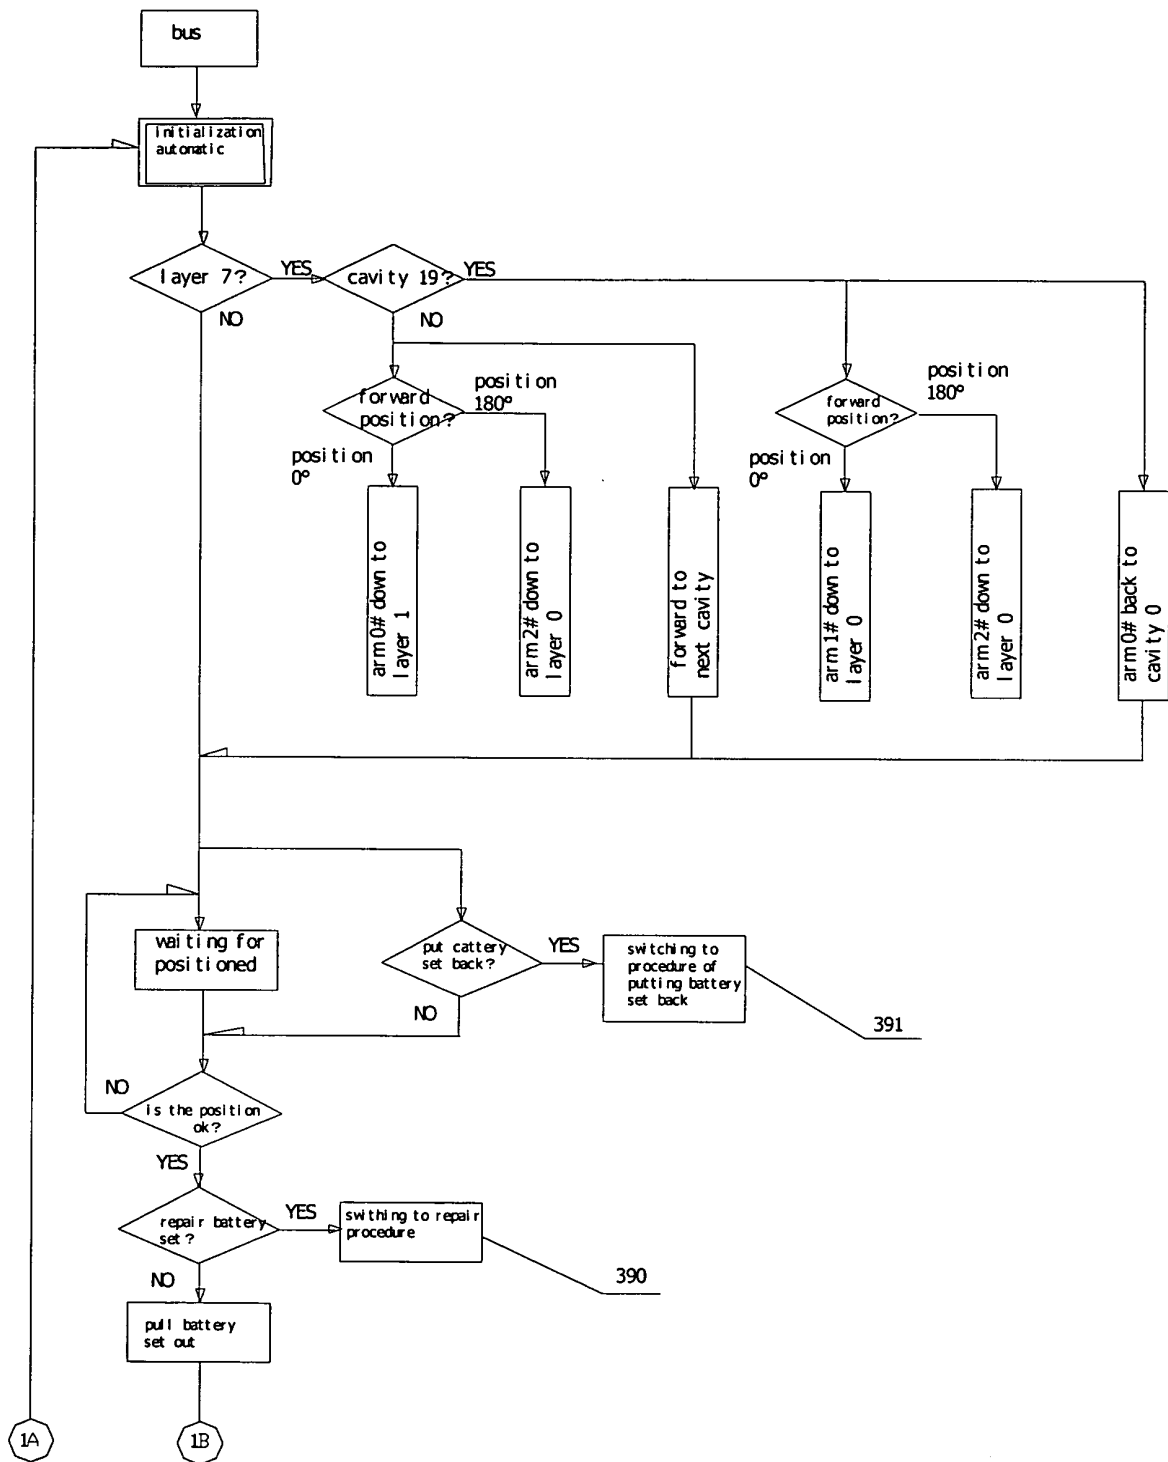 bus
initialization
automatic
layer 7?
YES
cavity 19?
YES
NO
NO
forward
position?
position
180°
position
0°
forward
position?
position
180°
position
0°
arm0# down to
layer 1
arm2# down to
layer 0
forward to
next cavity
arm1# down to
layer 0
arm2# down to
layer 0
arm0# back to
cavity 0
waiting for
positioned
put cattery
set back?
YES
switching to
procedure of
putting battery
set back
391
NO
NO
is the position
ok?
YES
repair battery
set?
YES
swithing to repair
procedure
390
NO
pull battery
set out
1A
1B